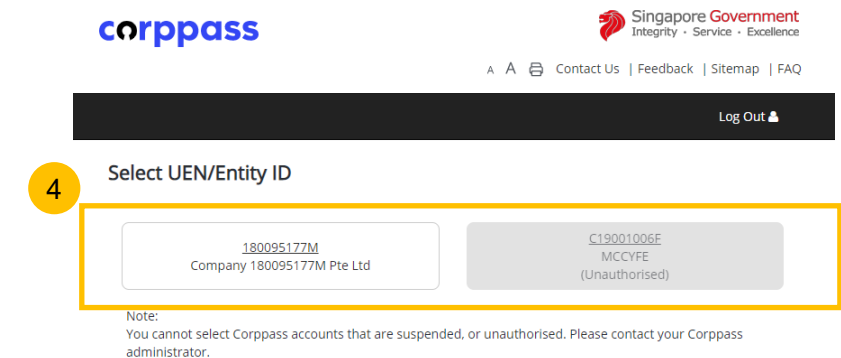 corppass
Singapore Government
Integrity · Service · Excellence
A A Contact Us | Feedback | Sitemap | FAQ
Log Out
Select UEN/Entity ID
4
180095177M
Company 180095177M Pte Ltd
C19001006F
MCCYFE
(Unauthorised)
Note:
You cannot select Corppass accounts that are suspended, or unauthorised. Please contact your Corppass
administrator.